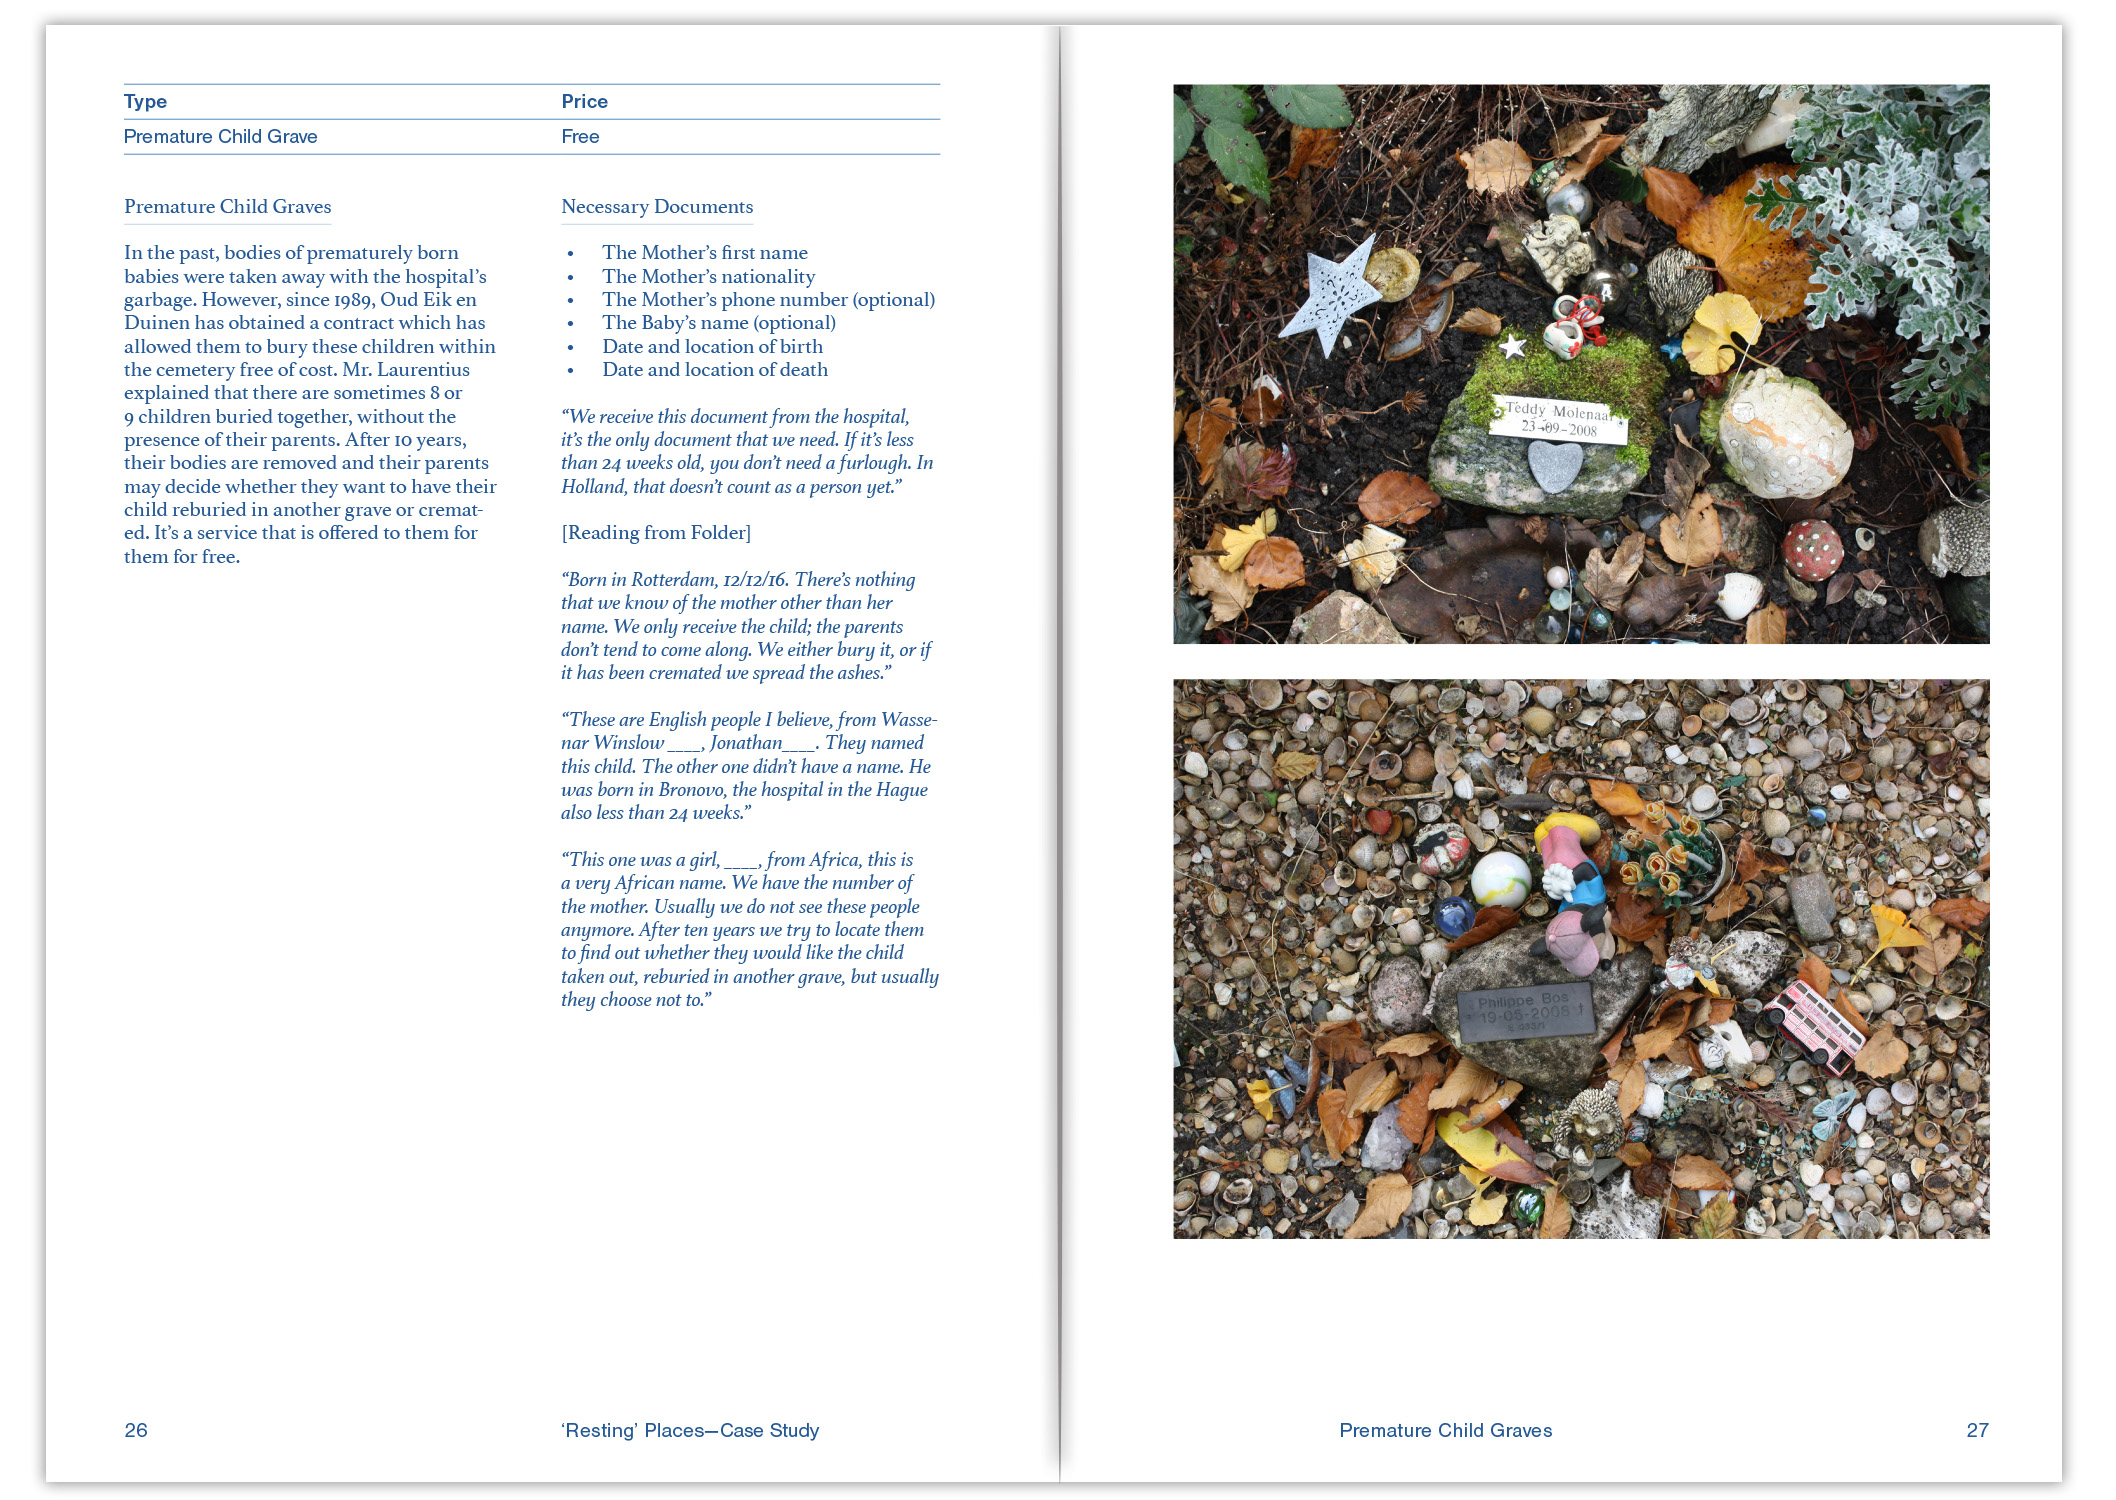 Type
Price
Premature Child Grave
Free
Premature Child Graves
In the past, bodies of prematurely born
babies were taken away with the hospital’s
garbage. However, since 1989, Oud Eik en
Duinen has obtained a contract which has
allowed them to bury these children within
the cemetery free of cost. Mr. Laurentius
explained that there are sometimes 8 or
9 children buried together, without the
presence of their parents. After 10 years,
their bodies are removed and their parents
may decide whether they want to have their
child reburied in another grave or cremat-
ed. It’s a service that is offered to them for
them for free.
Necessary Documents
• The Mother’s first name
• The Mother’s nationality
• The Mother’s phone number (optional)
• The Baby’s name (optional)
• Date and location of birth
• Date and location of death
“We receive this document from the hospital,
it’s the only document that we need. If it’s less
than 24 weeks old, you don’t need a furlough. In
Holland, that doesn’t count as a person yet.”
[Reading from Folder]
“Born in Rotterdam, 12/12/16. There’s nothing
that we know of the mother other than her
name. We only receive the child; the parents
don’t tend to come along. We either bury it, or if
it has been cremated we spread the ashes.”
“These are English people I believe, from Wasse-
nar Winslow ____, Jonathan____. They named
this child. The other one didn’t have a name. He
was born in Bronovo, the hospital in the Hague
also less than 24 weeks.”
“This one was a girl, ____, from Africa, this is
a very African name. We have the number of
the mother. Usually we do not see these people
anymore. After ten years we try to locate them
to find out whether they would like the child
taken out, reburied in another grave, but usually
they choose not to.”
26
‘Resting’ Places—Case Study
Teddy Molenaar
23-09-2008
Philippe Bos
19-05-2008 †
Premature Child Graves
27